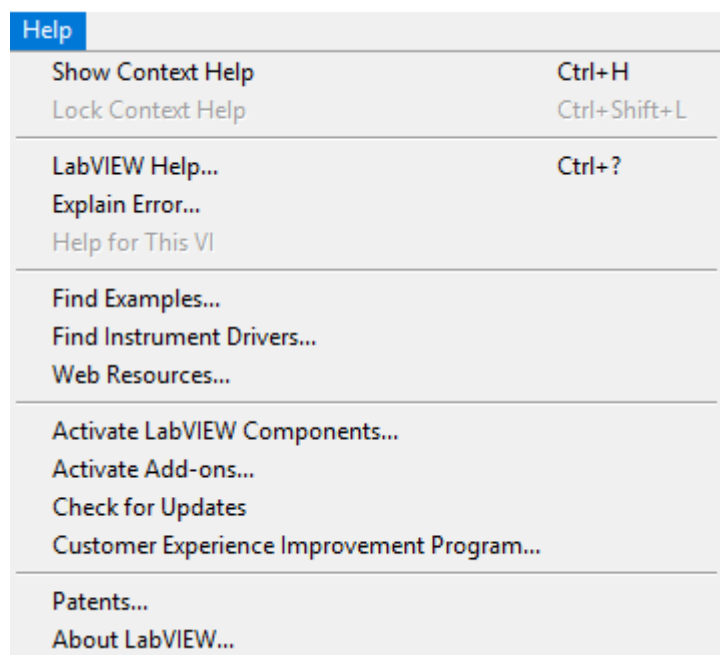 Help
Show Context Help Ctrl+H
Lock Context Help Ctrl+Shift+L
LabVIEW Help... Ctrl+?
Explain Error...
Help for This VI
Find Examples...
Find Instrument Drivers...
Web Resources...
Activate LabVIEW Components...
Activate Add-ons...
Check for Updates
Customer Experience Improvement Program...
Patents...
About LabVIEW...